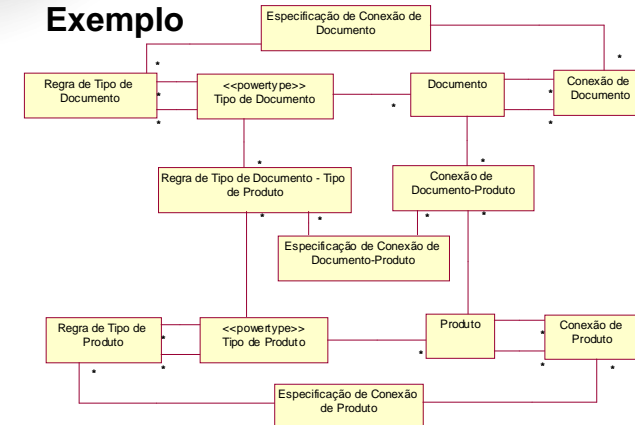 Exemplo
Especificação de Conexão de
Documento
*
*
Regra de Tipo de
Documento
*
*
<<powertype>>
Tipo de Documento
*
Documento
*
*
Conexão de
Documento
*
*
Regra de Tipo de Documento - Tipo
de Produto
*
*
Conexão de
Documento-Produto
*
*
Especificação de Conexão de
Documento-Produto
Regra de Tipo de
Produto
*
*
*
<<powertype>>
Tipo de Produto
*
Produto
*
*
Conexão de
Produto
*
Especificação de Conexão
de Produto